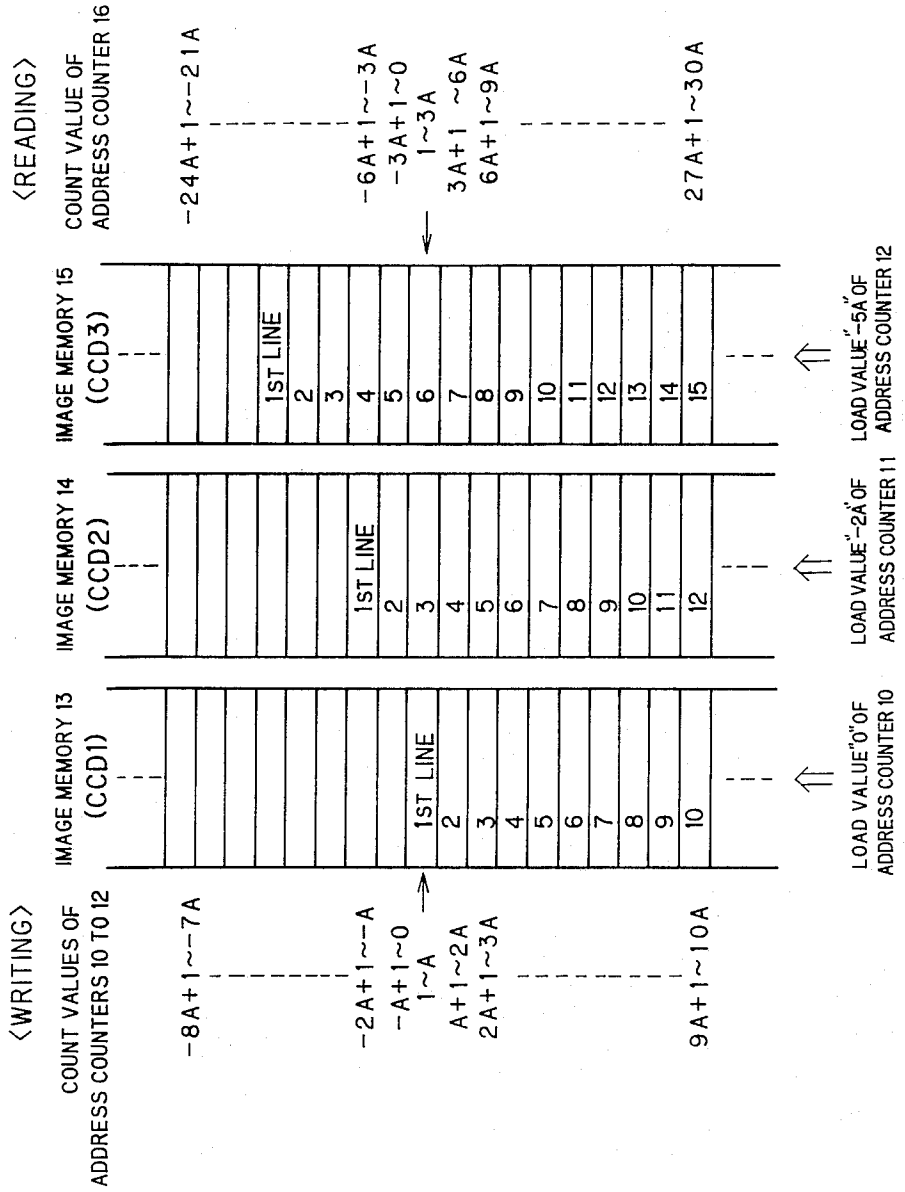 <WRITING>
COUNT VALUES OF
ADDRESS COUNTERS 10 TO 12
-8A+1~-7A
-2A+1~-A
-A+1~0
1~A
A+1~2A
2A+1~3A
9A+1~10A
IMAGE MEMORY 13
(CCD1)
1ST LINE
2
3
4
5
6
7
8
9
10
LOAD VALUE"0"OF
ADDRESS COUNTER 10
IMAGE MEMORY 14
(CCD2)
1ST LINE
2
3
4
5
6
7
8
9
10
11
12
LOAD VALUE"-2A"OF
ADDRESS COUNTER 11
IMAGE MEMORY 15
(CCD3)
1ST LINE
2
3
4
5
6
7
8
9
10
11
12
13
14
15
LOAD VALUE"-5A"OF
ADDRESS COUNTER 12
<READING>
COUNT VALUE OF
ADDRESS COUNTER 16
-24A+1~-21A
-6A+1~-3A
-3A+1~0
1~3A
3A+1 ~6A
6A+1~9A
27A+1~30A